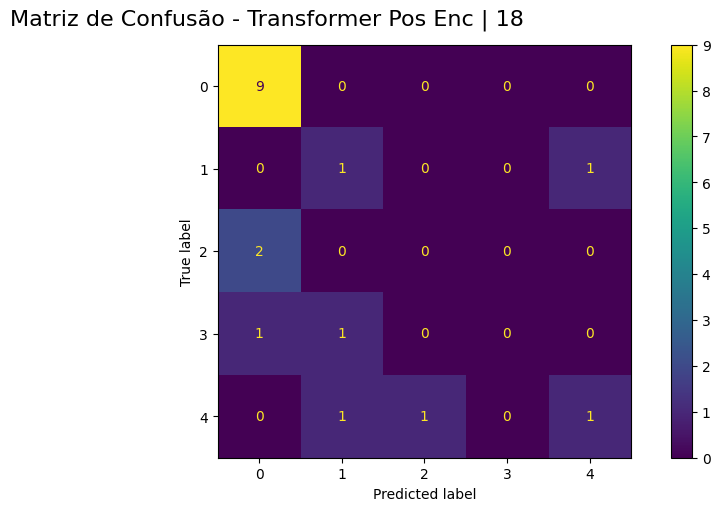 Matriz de Confusão - Transformer Pos Enc | 18
0 9 0 0 0 0
1 0 1 0 0 1
2 2 0 0 0 0
3 1 1 0 0 0
4 0 1 1 0 1
0 1 2 3 4
True label
Predicted label
9
8
7
6
5
4
3
2
1
0